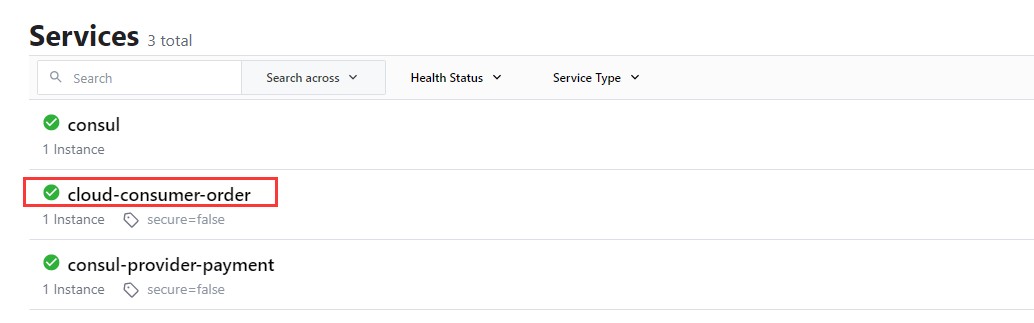 Services 3 total
Search Search across Health Status Service Type
consul
1 Instance
cloud-consumer-order
1 Instance secure=false
consul-provider-payment
1 Instance secure=false